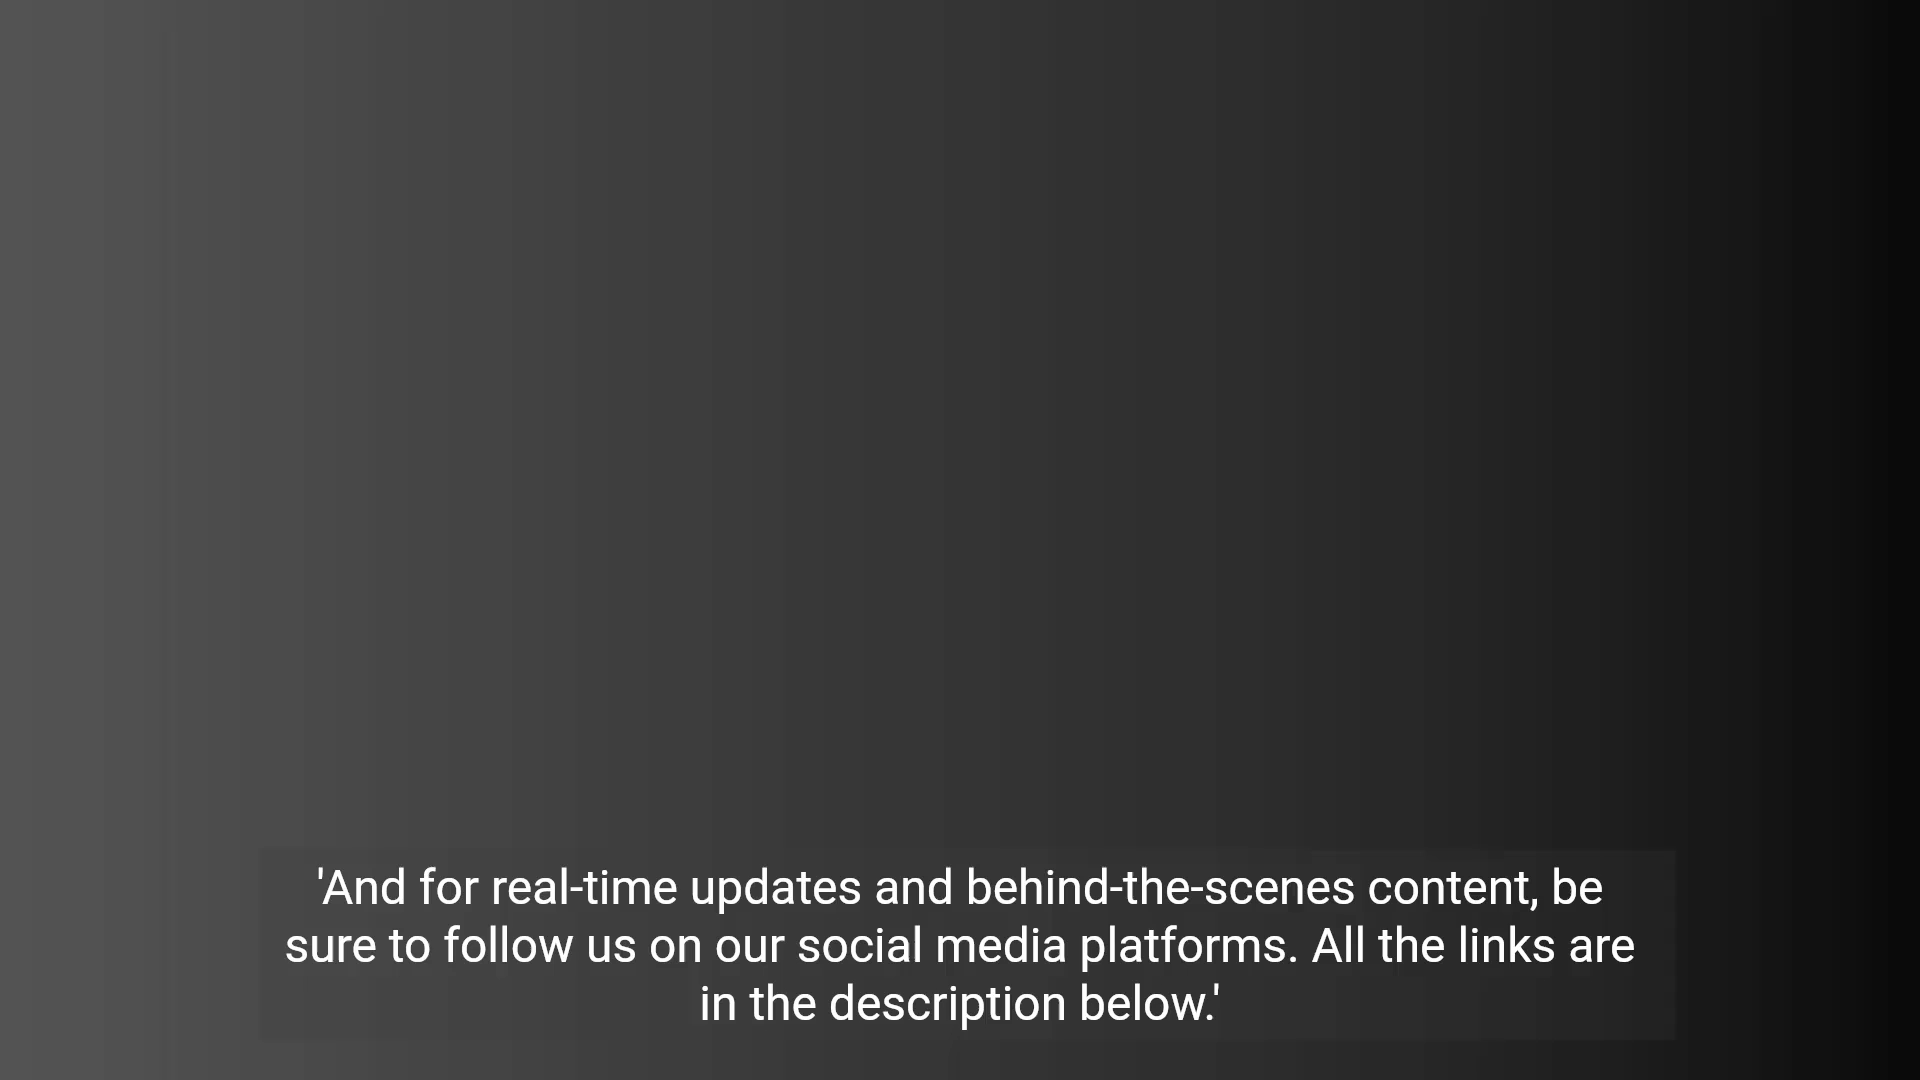 'And for real-time updates and behind-the-scenes content, be
sure to follow us on our social media platforms. All the links are
in the description below.'